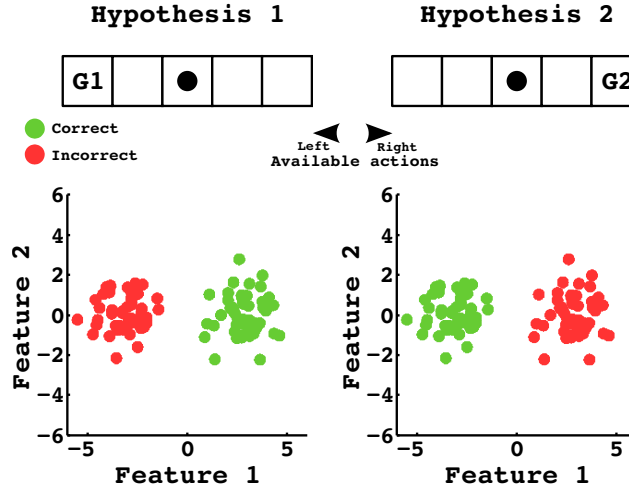 Hypothesis 1
Hypothesis 2
G1
G2
Correct
Incorrect
Left
Right
Available actions
6
4
2
0
−2
−4
−6
−5
0
5
Feature 2
Feature 1
6
4
2
0
−2
−4
−6
−5
0
5
Feature 2
Feature 1